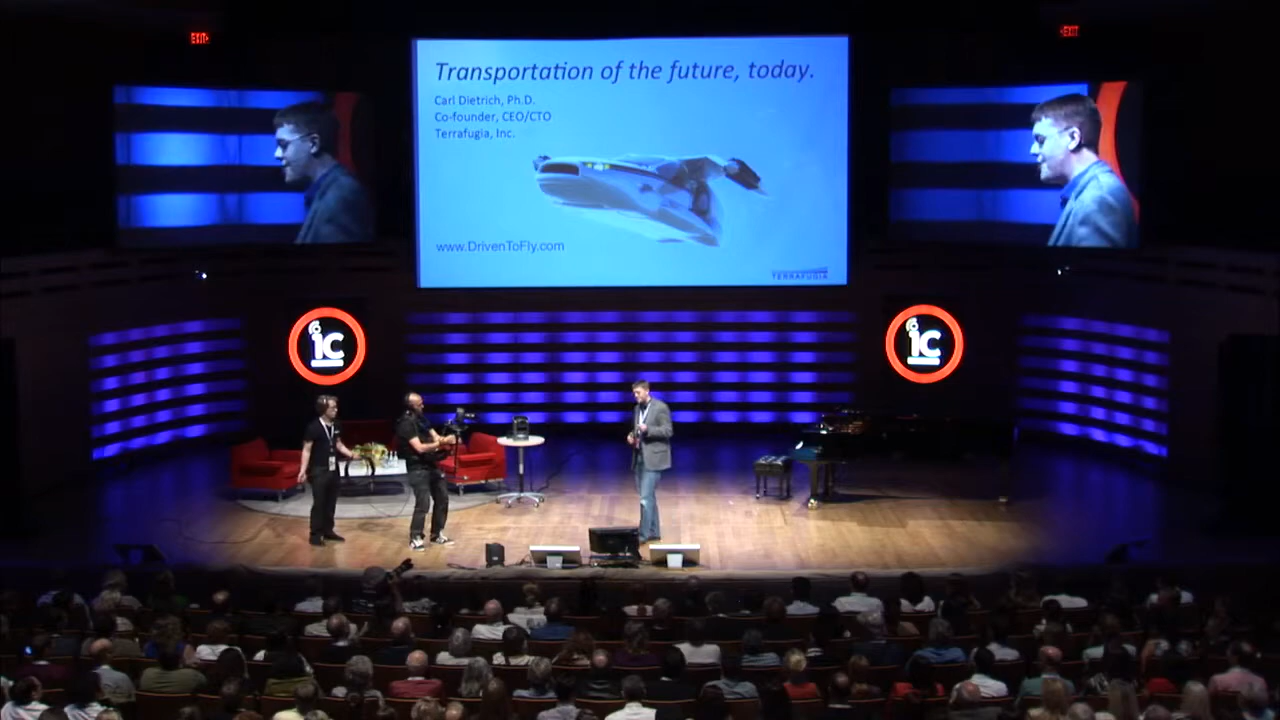 EXIT
EXIT
Transportation of the future, today.
Carl Dietrich, Ph.D.
Co-founder, CEO/CTO
Terrafugia, Inc.
www.DrivenToFly.com
TERRAFUGIA
ic
ic